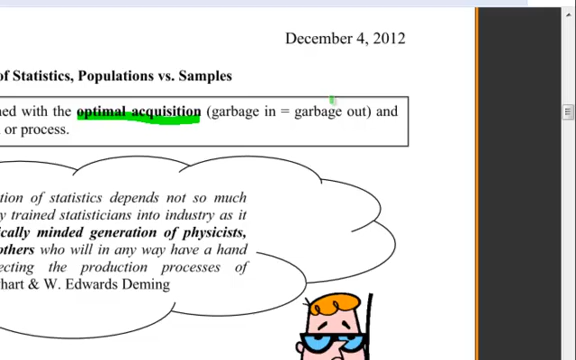 December 4, 2012
of Statistics, Populations vs. Samples
ned with the optimal acquisition (garbage in = garbage out) and
or process.
tion of statistics depends not so much
y trained statisticians into industry as it
ically minded generation of physicists,
others who will in any way have a hand
ecting the production processes of
hart & W. Edwards Deming